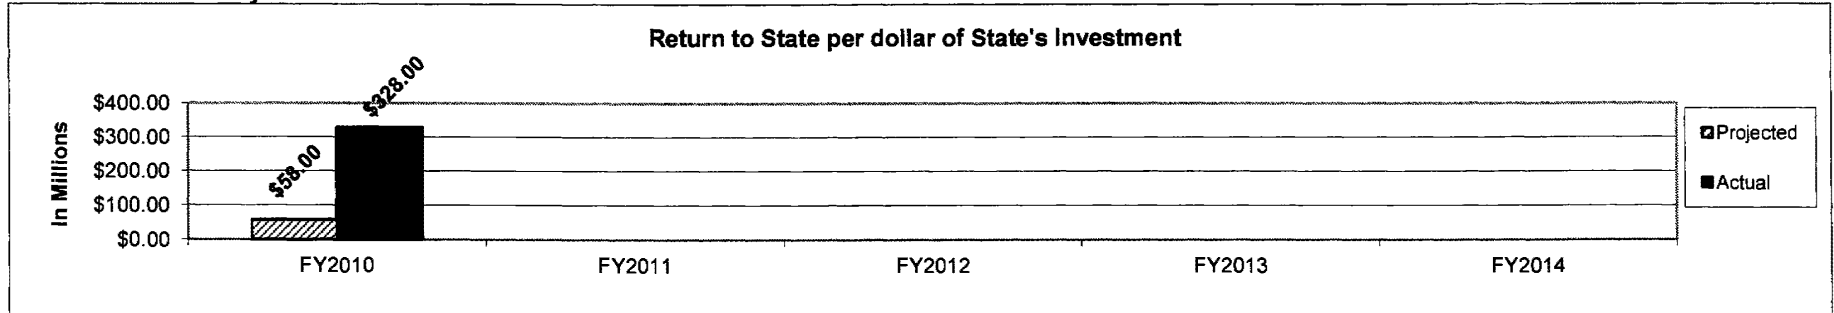 Return to State per dollar of State's Investment
In Millions
$400.00
$300.00
$200.00
$100.00
$0.00
$58.00
$328.00
FY2010
FY2011
FY2012
FY2013
FY2014
Projected
Actual